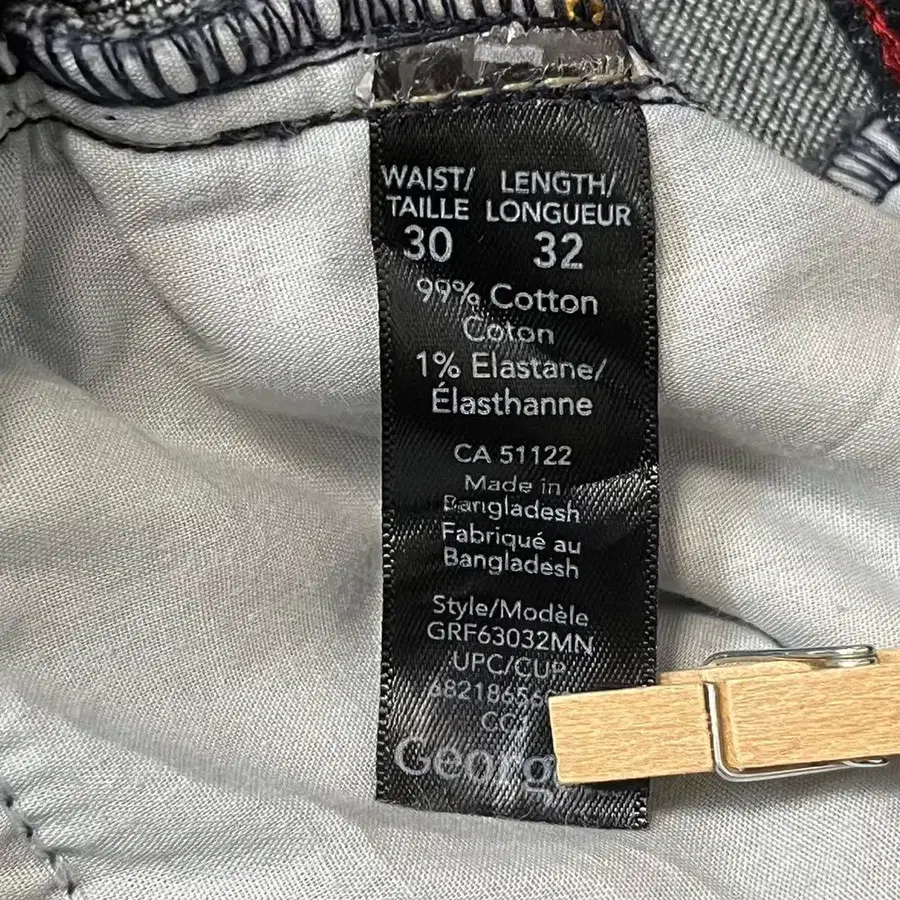 WAIST/ LENGTH/
TAILLE LONGUEUR
30 32
99% Cotton
Coton
1% Elastane/
Élasthanne
CA 51122
Made in
Bangladesh
Fabriqué au
Bangladesh
Style/Modèle
GRF63032MN
UPC/CUP